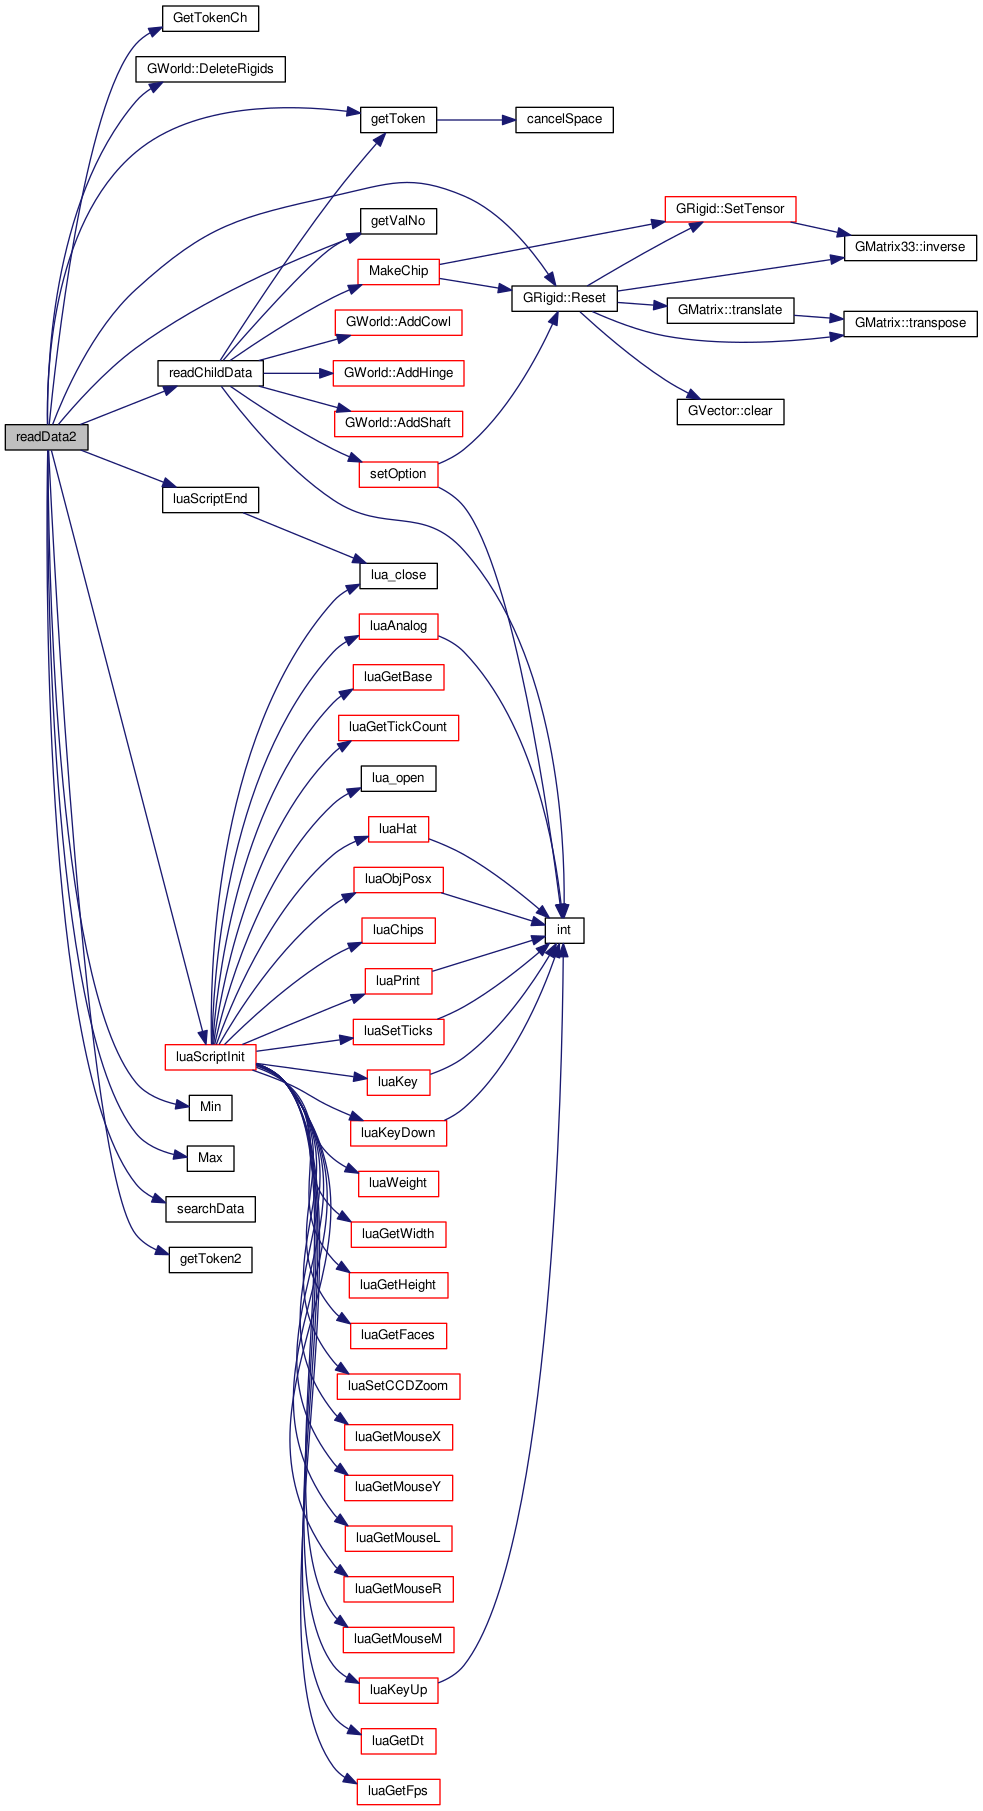 GetTokenCh
GWorld::DeleteRigids
getToken
cancelSpace
getValNo
GRigid::SetTensor
GMatrix33::inverse
MakeChip
GRigid::Reset
GMatrix::translate
GMatrix::transpose
GWorld::AddCowl
readChildData
GWorld::AddHinge
GVector::clear
GWorld::AddShaft
readData2
setOption
luaScriptEnd
lua_close
luaAnalog
luaGetBase
luaGetTickCount
lua_open
luaHat
luaObjPosx
luaChips
int
luaPrint
luaSetTicks
luaScriptInit
luaKey
Min
luaKeyDown
Max
luaWeight
searchData
luaGetWidth
getToken2
luaGetHeight
luaGetFaces
luaSetCCDZoom
luaGetMouseX
luaGetMouseY
luaGetMouseL
luaGetMouseR
luaGetMouseM
luaKeyUp
luaGetDt
luaGetFps